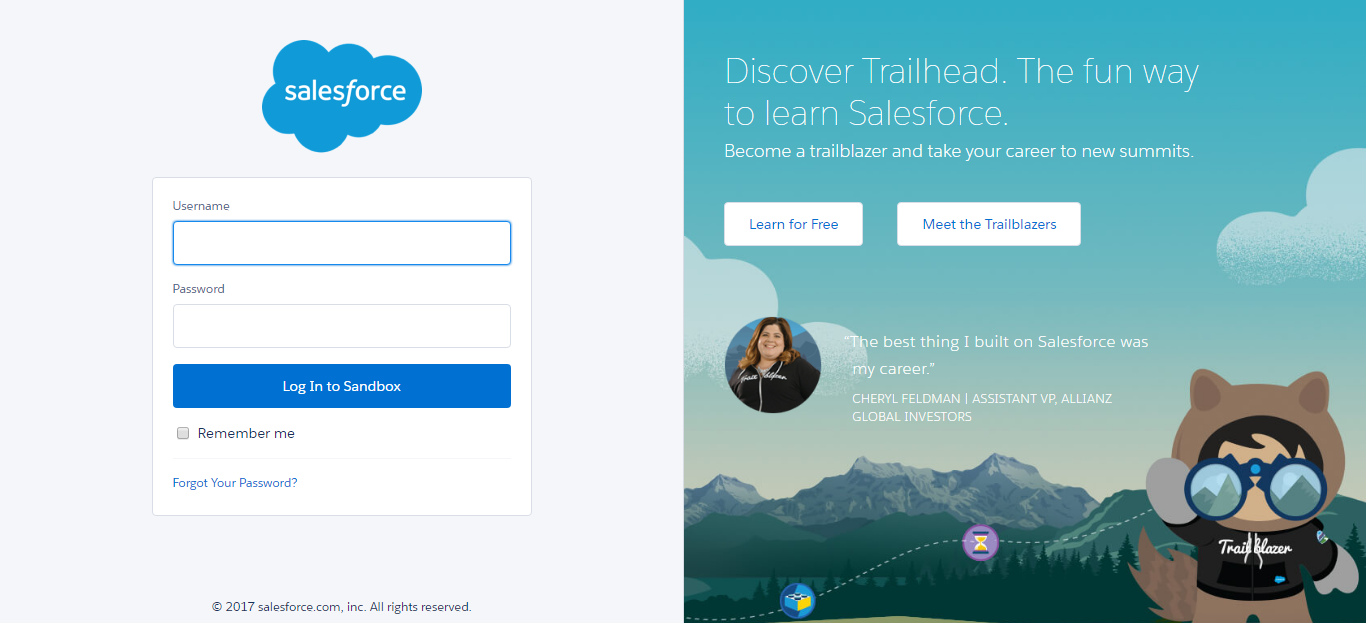 salesforce
Username
Password
Log In to Sandbox
Remember me
Forgot Your Password?
© 2017 salesforce.com, inc. All rights reserved.
Discover Trailhead. The fun way
to learn Salesforce.
Become a trailblazer and take your career to new summits.
Learn for Free
Meet the Trailblazers
“The best thing I built on Salesforce was
my career.”
CHERYL FELDMAN | ASSISTANT VP, ALLIANZ
GLOBAL INVESTORS
Trailblazer
Trailblazer